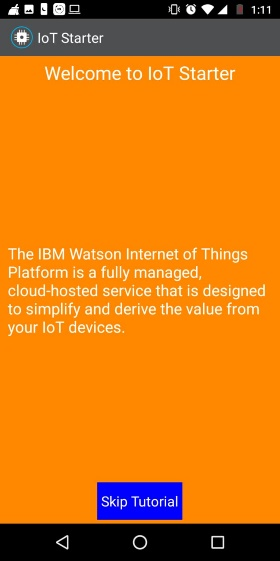 1:11
IoT Starter
Welcome to IoT Starter
The IBM Watson Internet of Things
Platform is a fully managed,
cloud-hosted service that is designed
to simplify and derive the value from
your IoT devices.
Skip Tutorial